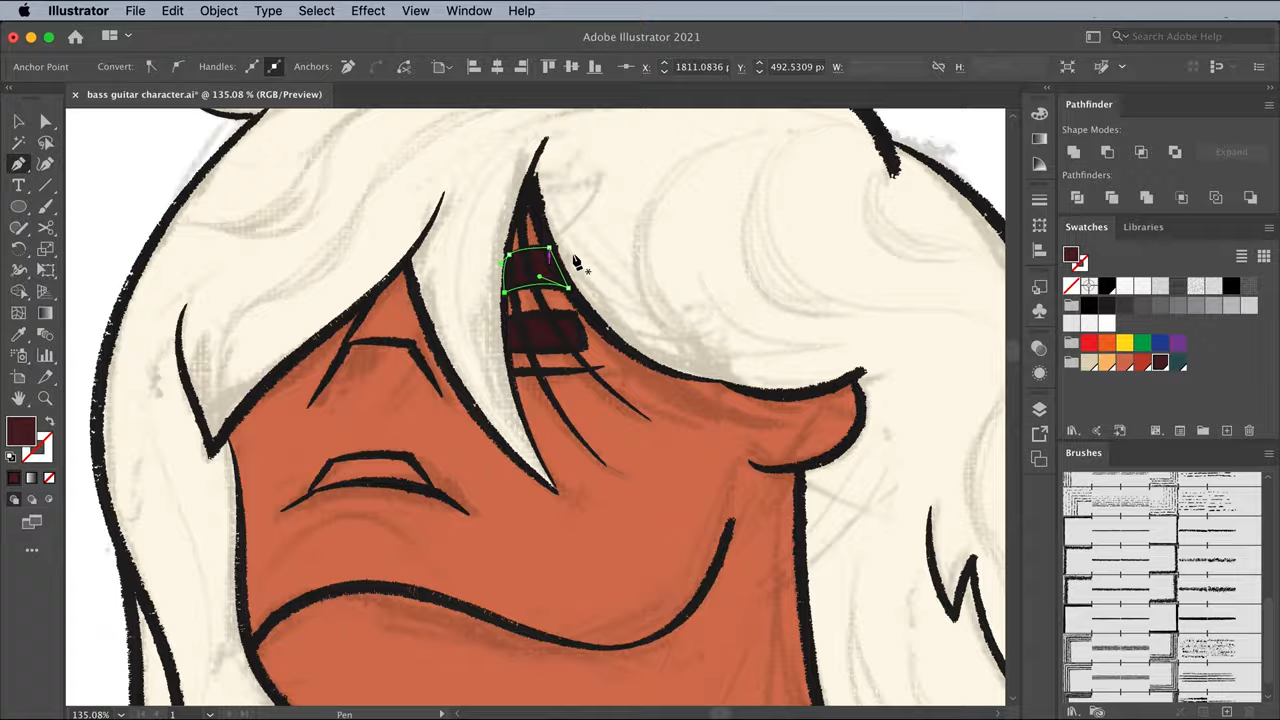 Illustrator File Edit Object Type Select Effect View Window Help
Adobe Illustrator 2021
Search Adobe Help
Anchor Point Convert: Handles: Anchors: X: 1811.0836 p Y: 492.5309 p W: H:
× bass guitar character.ai* @ 135.08 % (RGB/Preview)
Pathfinder
Shape Modes:
Expand
Pathfinders:
Swatches Libraries
Brushes
135.08% 1 Pen